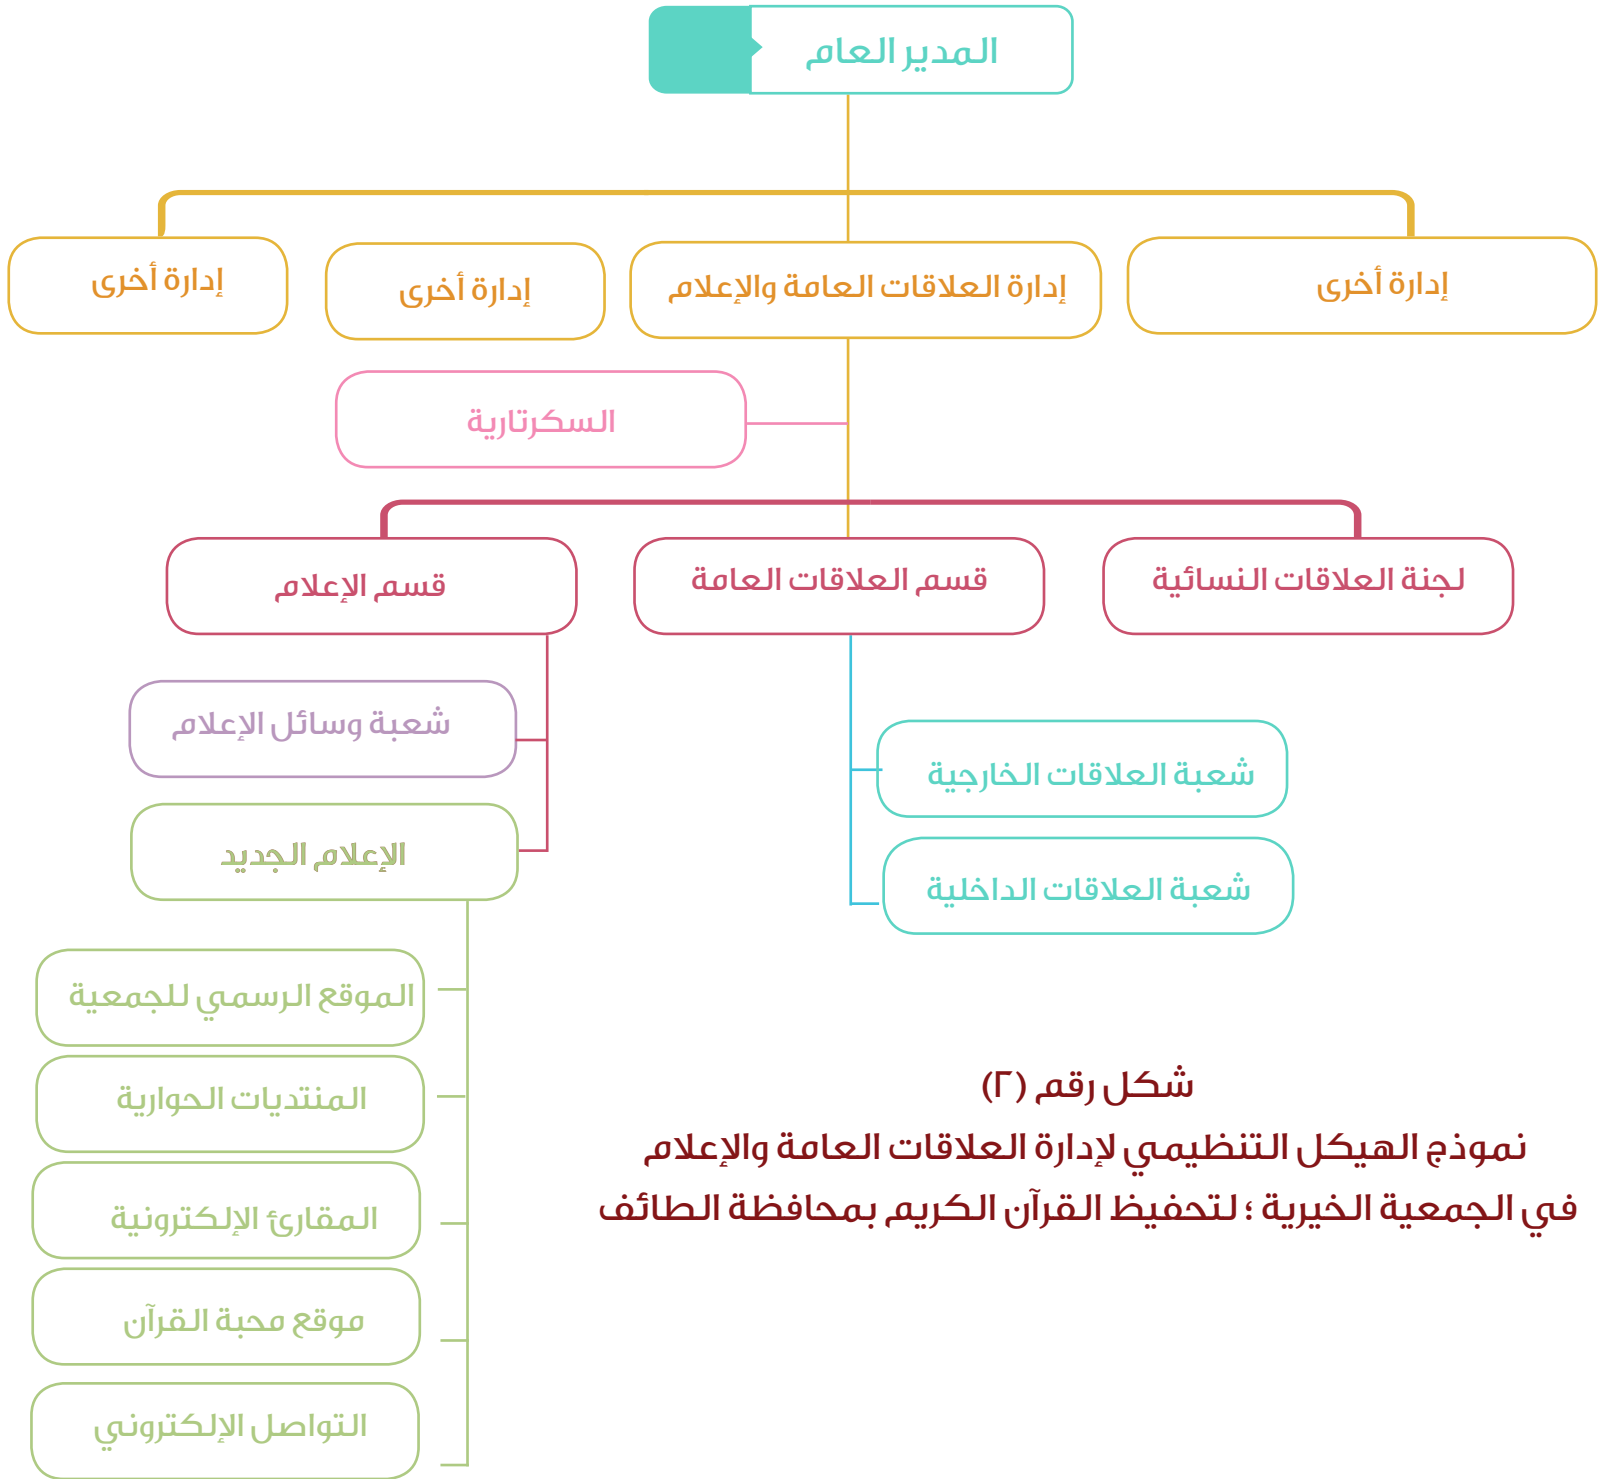 المدير العام
إدارة أخرى
إدارة العلاقات العامة والإعلام
إدارة أخرى
إدارة أخرى
السكرتارية
لجنة العلاقات النسائية
قسم العلاقات العامة
قسم الإعلام
شعبة العلاقات الخارجية
شعبة العلاقات الداخلية
شعبة وسائل الإعلام
الإعلام الجديد
الموقع الرسمي للجمعية
المنتديات الحوارية
المقارئ الإلكترونية
موقع محبة القرآن
التواصل الإلكتروني
شكل رقم (٢)
نموذج الهيكل التنظيمي لإدارة العلاقات العامة والإعلام
في الجمعية الخيرية ؛ لتحفيظ القرآن الكريم بمحافظة الطائف